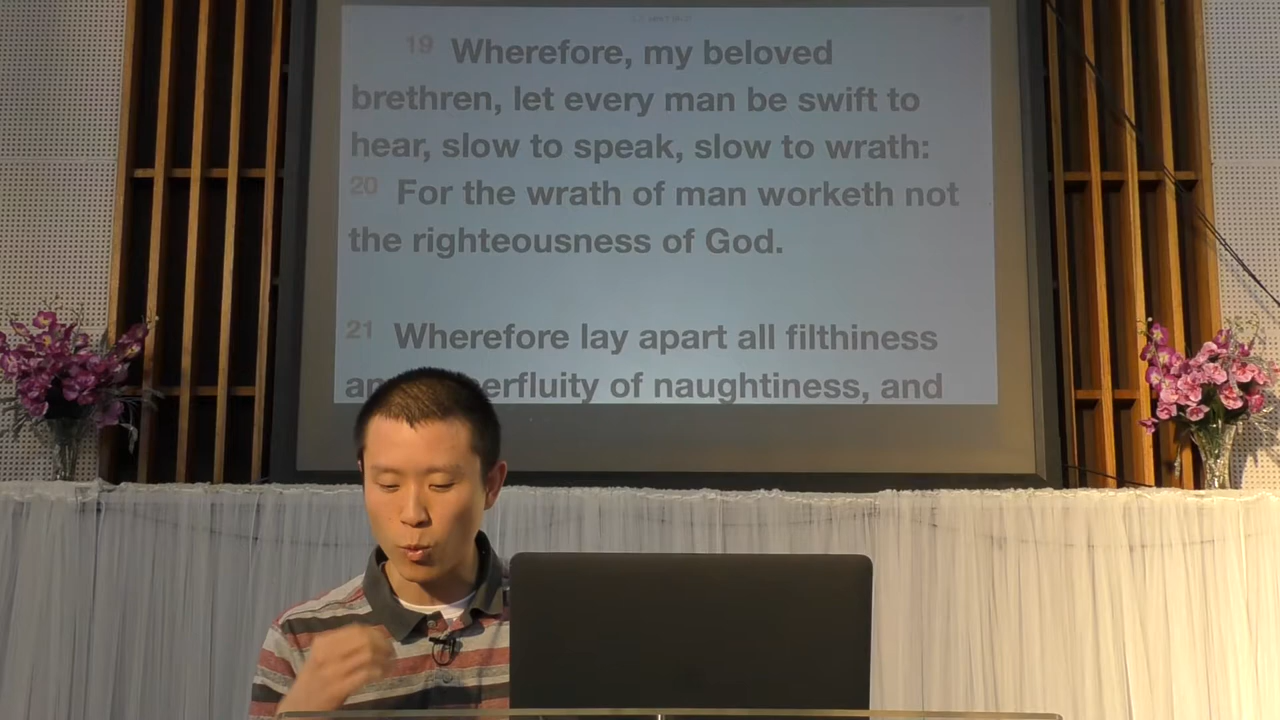 19 Wherefore, my beloved
brethren, let every man be swift to
hear, slow to speak, slow to wrath:
20 For the wrath of man worketh not
the righteousness of God.
21 Wherefore lay apart all filthiness
of naughtiness, and